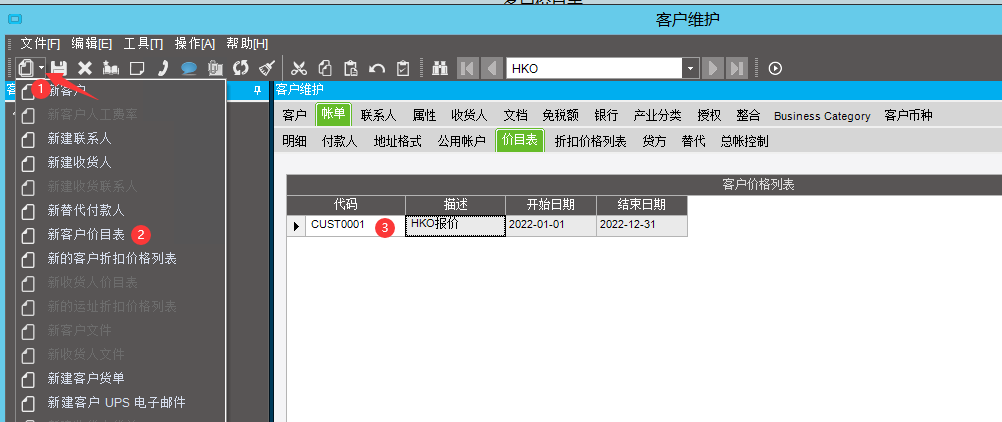 客户维护
文件[F] 编辑[E] 工具[T] 操作[A] 帮助[H]
HKO
1
新客户
新客户人工费率
新建联系人
新建收货人
新建收货联系人
新替代付款人
新客户价目表 2
新的客户折扣价格列表
新收货人价目表
新的运址折扣价格列表
新客户文件
新收货人文件
新建客户货单
新建客户 UPS 电子邮件
客户维护
客户 帐单 联系人 属性 收货人 文档 免税额 银行 产业分类 授权 整合 Business Category 客户币种
明细 付款人 地址格式 公用帐户 价目表 折扣价格列表 贷方 替代 总帐控制
客户价格列表
代码 描述 开始日期 结束日期
CUST0001 3 HKO报价 2022-01-01 2022-12-31